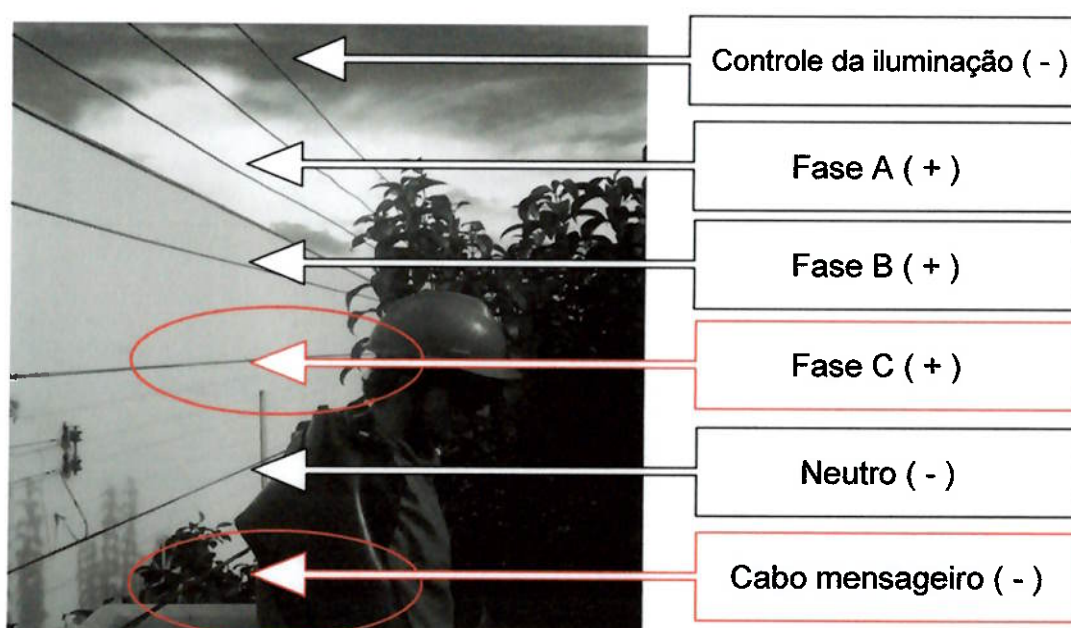 Controle da iluminação ( - )
Fase A ( + )
Fase B ( + )
Fase C ( + )
Neutro ( - )
Cabo mensageiro ( - )